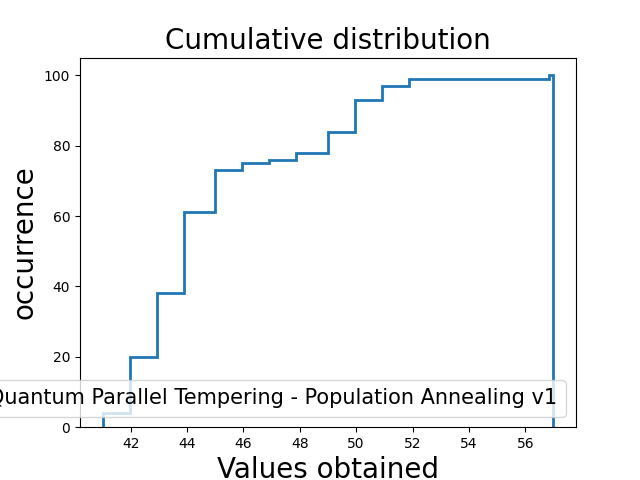 Cumulative distribution
occurrence
100
80
60
40
20
0
Quantum Parallel Tempering - Population Annealing v1
42 44 46 48 50 52 54 56
Values obtained